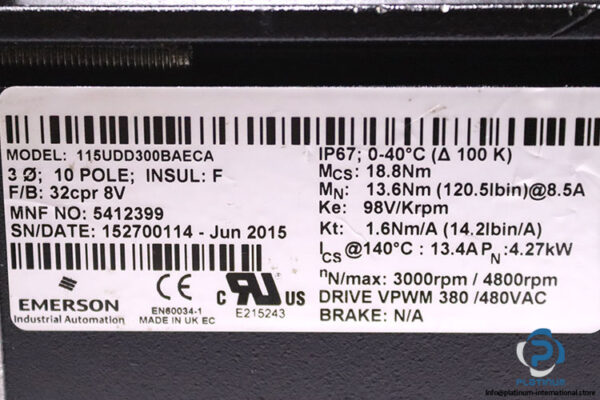 MODEL: 115UDD300BAECA
3 Ø; 10 POLE; INSUL: F
F/B: 32cpr 8V
MNF NO: 5412399
SN/DATE: 152700114 - Jun 2015
EMERSON
Industrial Automation
CE
EN60034-1
MADE IN UK EC
C UR US
E215243
IP67; 0-40°C (Δ 100 K)
MCS: 18.8Nm
MN: 13.6Nm (120.5lbin)@8.5A
Ke: 98V/Krpm
Kt: 1.6Nm/A (14.2lbin/A)
ICS @140°C : 13.4A PN :4.27kW
nN/max: 3000rpm / 4800rpm
DRIVE VPWM 380 /480VAC
BRAKE: N/A
PLATINUM
info@platinum-international.store